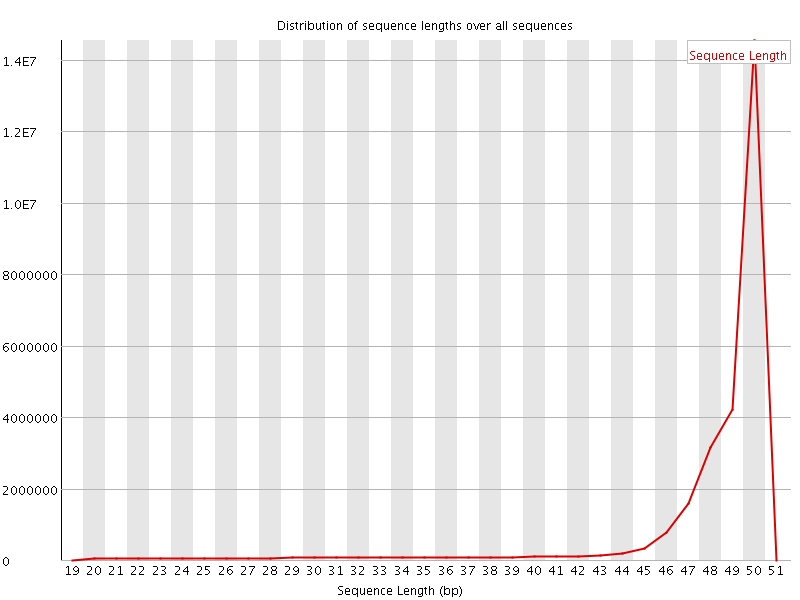 Distribution of sequence lengths over all sequences
Sequence Length
1.4E7
1.2E7
1.0E7
8000000
6000000
4000000
2000000
0
19 20 21 22 23 24 25 26 27 28 29 30 31 32 33 34 35 36 37 38 39 40 41 42 43 44 45 46 47 48 49 50 51
Sequence Length (bp)